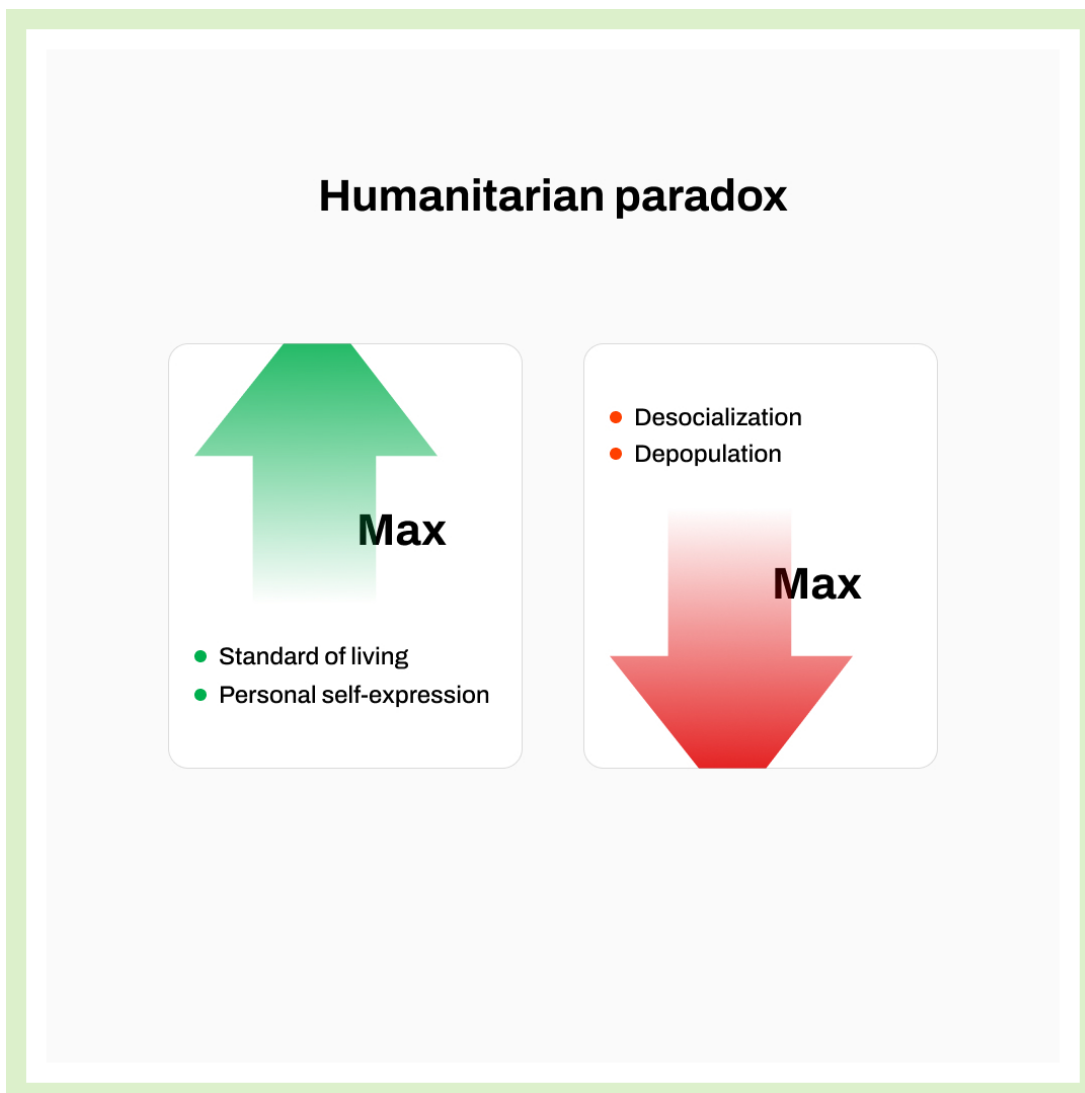 Humanitarian paradox
Max
Standard of living
Personal self-expression
Desocialization
Depopulation
Max